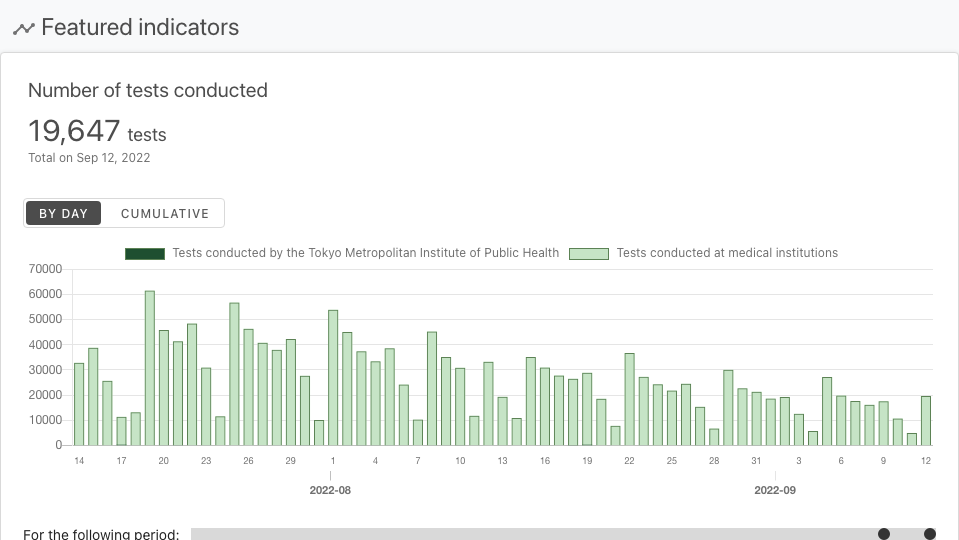 Featured indicators
Number of tests conducted
19,647 tests
Total on Sep 12, 2022
BY DAY CUMULATIVE
Tests conducted by the Tokyo Metropolitan Institute of Public Health Tests conducted at medical institutions
70000
60000
50000
40000
30000
20000
10000
0
14 17 20 23 26 29 1 4 7 10 13 16 19 22 25 28 31 3 6 9 12
2022-08 2022-09
For the following period: